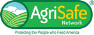 AgriSafe
Network
Protecting the People who Feed America